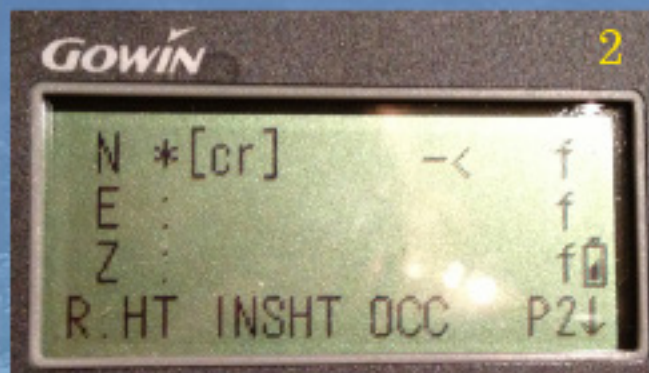 GOWIN 2
N *[cr] -< f
E : f
Z : f
R.HT INSHT OCC P2↓